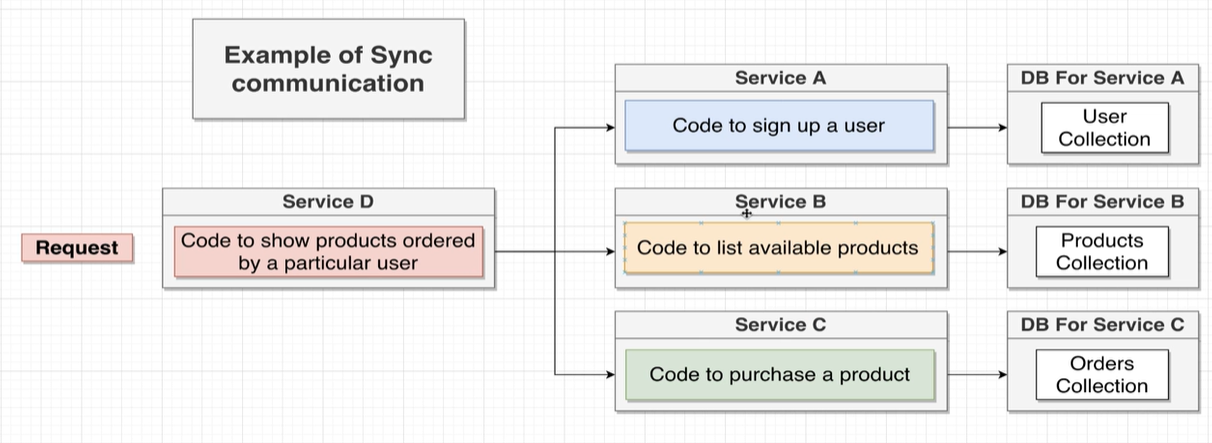 Example of Sync
communication
Service A
Code to sign up a user
DB For Service A
User
Collection
Request
Service D
Code to show products ordered
by a particular user
Service B
Code to list available products
DB For Service B
Products
Collection
Service C
Code to purchase a product
DB For Service C
Orders
Collection